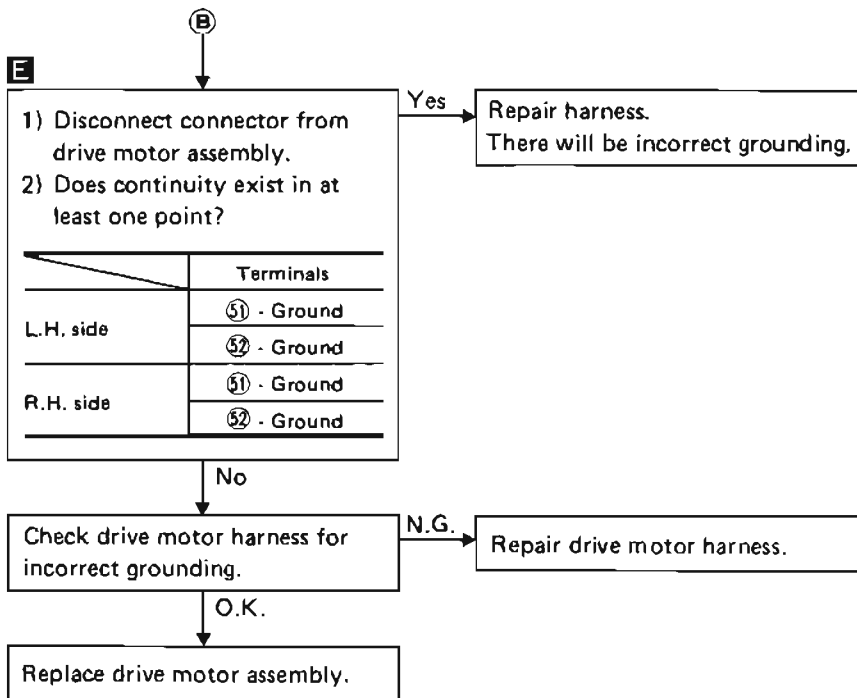 B
E
1) Disconnect connector from
drive motor assembly.
2) Does continuity exist in at
least one point?
Terminals
L.H. side
51 - Ground
52 - Ground
R.H. side
51 - Ground
52 - Ground
Yes
Repair harness.
There will be incorrect grounding.
No
Check drive motor harness for
incorrect grounding.
N.G.
Repair drive motor harness.
O.K.
Replace drive motor assembly.